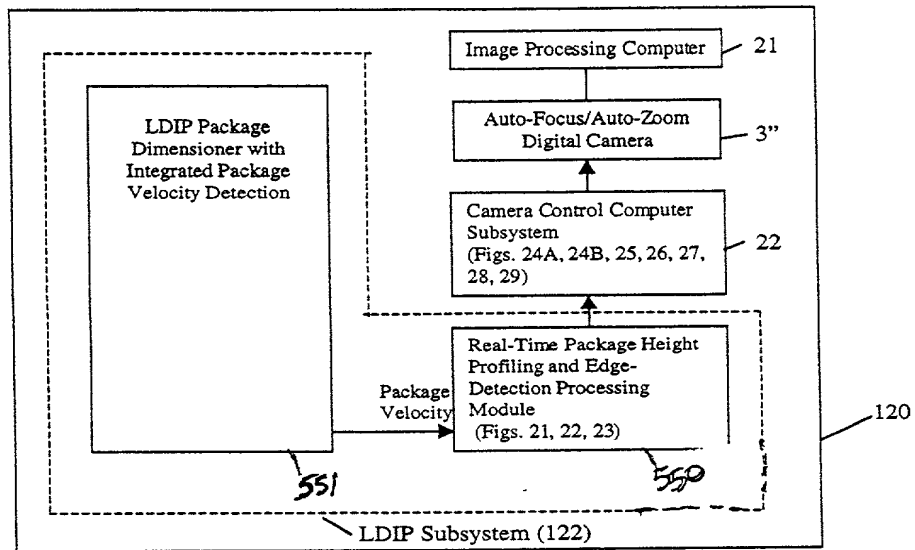 Image Processing Computer
21
Auto-Focus/Auto-Zoom
Digital Camera
3”
LDIP Package
Dimensioner with
Integrated Package
Velocity Detection
Camera Control Computer
Subsystem
(Figs. 24A, 24B, 25, 26, 27,
28, 29)
22
Real-Time Package Height
Profiling and Edge-
Detection Processing
Module
(Figs. 21, 22, 23)
Package
Velocity
120
551
550
LDIP Subsystem (122)